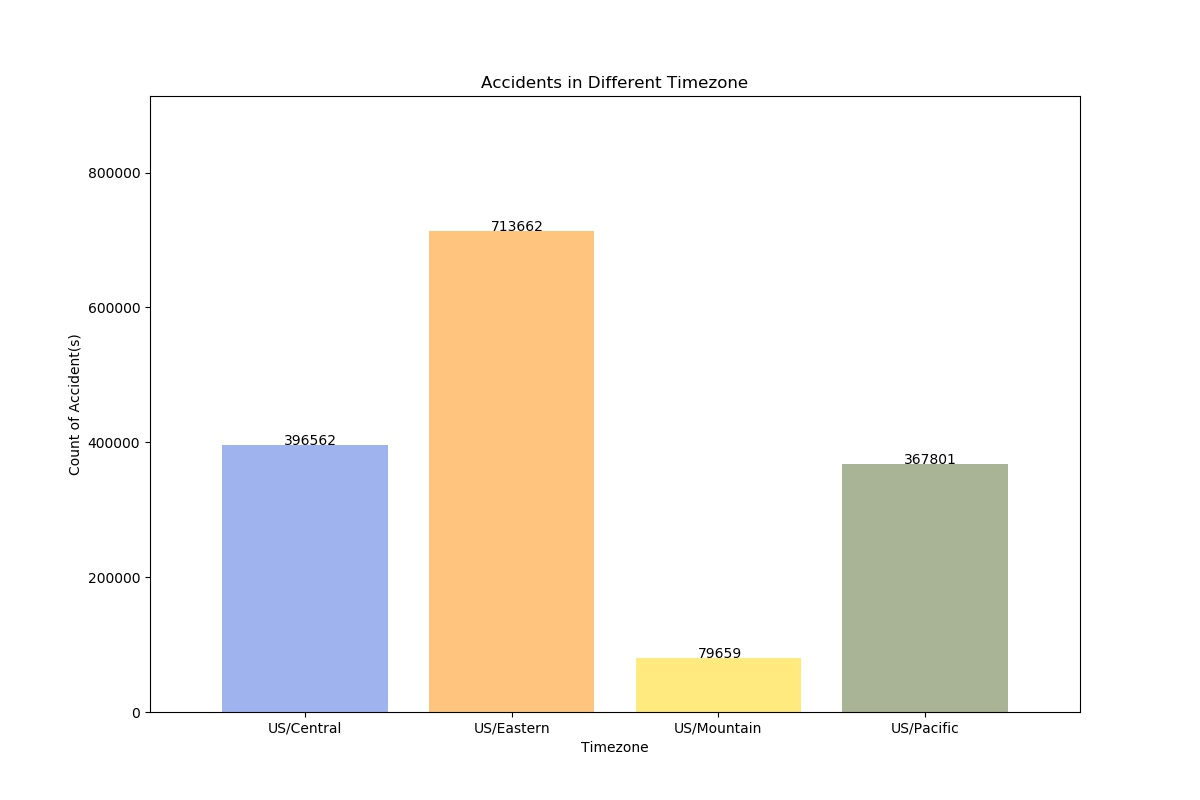 Accidents in Different Timezone
800000
600000
400000
200000
0
Count of Accident(s)
396562
713662
79659
367801
US/Central
US/Eastern
US/Mountain
US/Pacific
Timezone